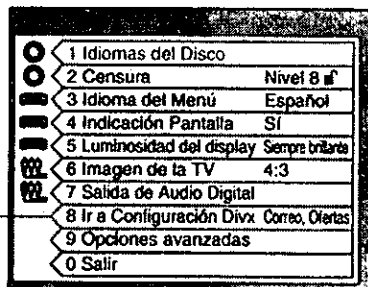 1 Idiomas del Disco
2 Censura Nivel 8
3 Idioma del Menú Español
4 Indicación Pantalla Sí
5 Luminosidad del display Sempre brillante
6 Imagen de la TV 4:3
7 Salida de Audio Digital
8 Ir a Configuración Divx Correo, Ofertas
9 Opciones avanzadas
0 Salir